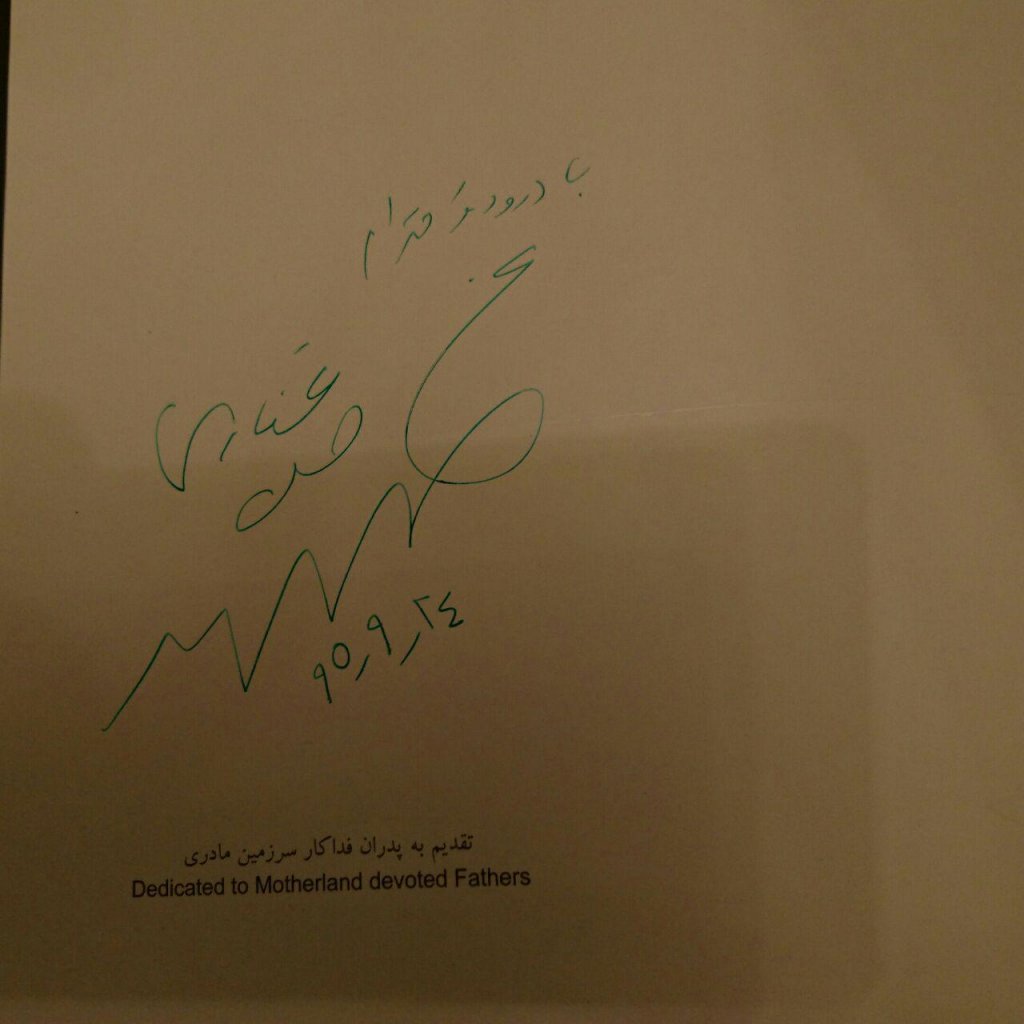 با درود و احترام
۹۵٫۹٫۲۴
تقدیم به پدران فداکار سرزمین مادری
Dedicated to Motherland devoted Fathers